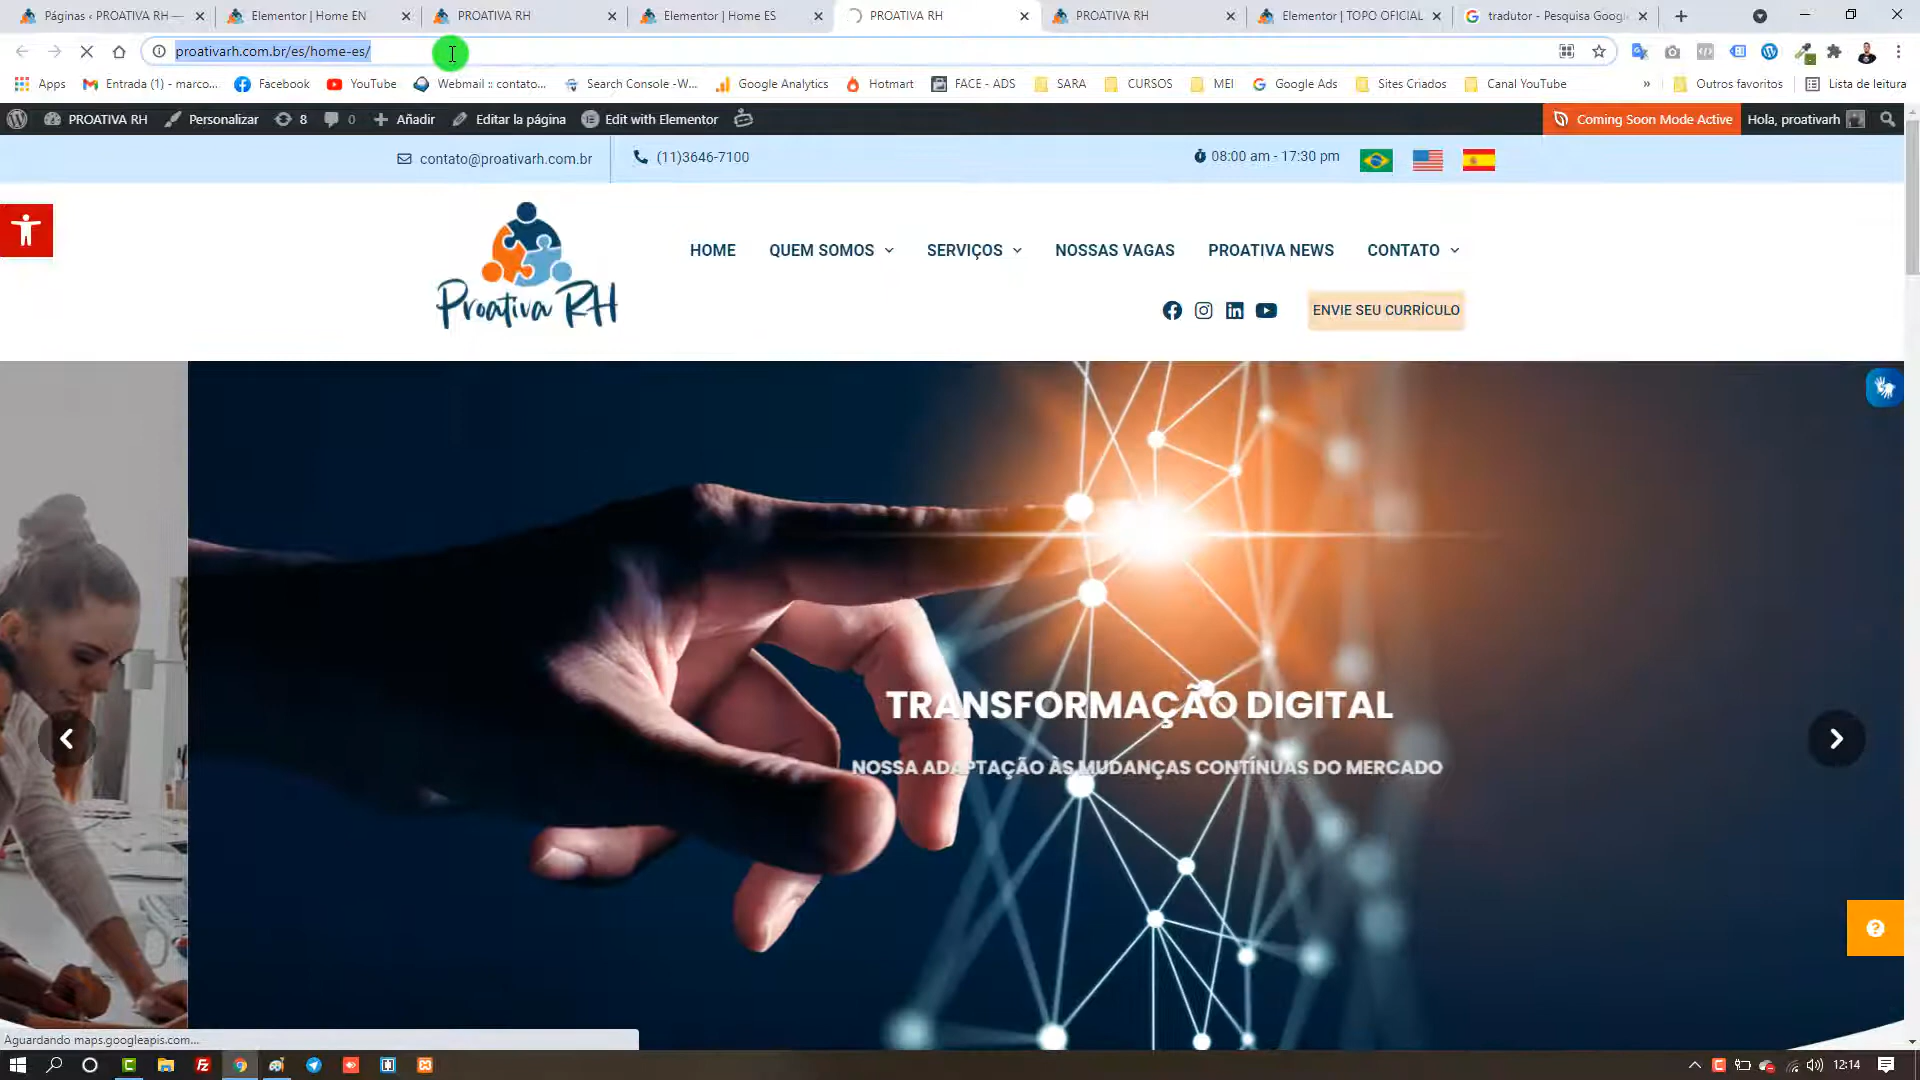 Páginas ‹ PROATIVA RH —
Elementor | Home EN
PROATIVA RH
Elementor | Home ES
PROATIVA RH
PROATIVA RH
Elementor | TOPO OFICIAL
tradutor - Pesquisa Googl
proativarh.com.br/es/home-es/
Apps
Entrada (1) - marco...
Facebook
YouTube
Webmail :: contato...
Search Console -W...
Google Analytics
Hotmart
FACE - ADS
SARA
CURSOS
MEI
Google Ads
Sites Criados
Canal YouTube
»
Outros favoritos
Lista de leitura
PROATIVA RH
Personalizar
8
0
Añadir
Editar la página
Edit with Elementor
Coming Soon Mode Active
Hola, proativarh
contato@proativarh.com.br
(11)3646-7100
08:00 am - 17:30 pm
Proativa RH
HOME
QUEM SOMOS
SERVIÇOS
NOSSAS VAGAS
PROATIVA NEWS
CONTATO
ENVIE SEU CURRÍCULO
TRANSFORMAÇÃO DIGITAL
NOSSA ADAPTAÇÃO ÀS MUDANÇAS CONTÍNUAS DO MERCADO
Aguardando maps.googleapis.com...
12:14